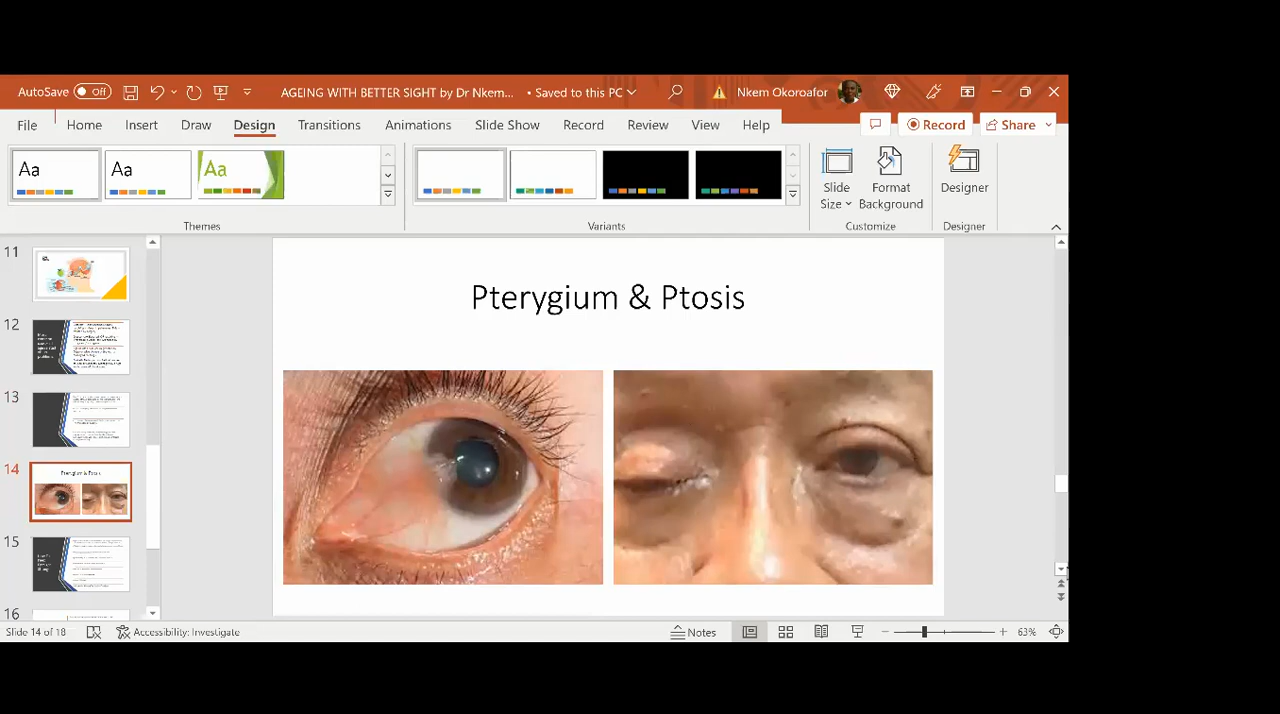 AutoSave Off AGEING WITH BETTER SIGHT by Dr Nkem... • Saved to this PC Nkem Okoroafor
File Home Insert Draw Design Transitions Animations Slide Show Record Review View Help Record Share
Aa Aa Aa
Slide Size Format Background Designer
Themes Variants Customize Designer
11
12
13
14
Pterygium & Ptosis
15
16
Pterygium & Ptosis
Slide 14 of 18 Accessibility: Investigate Notes 63%